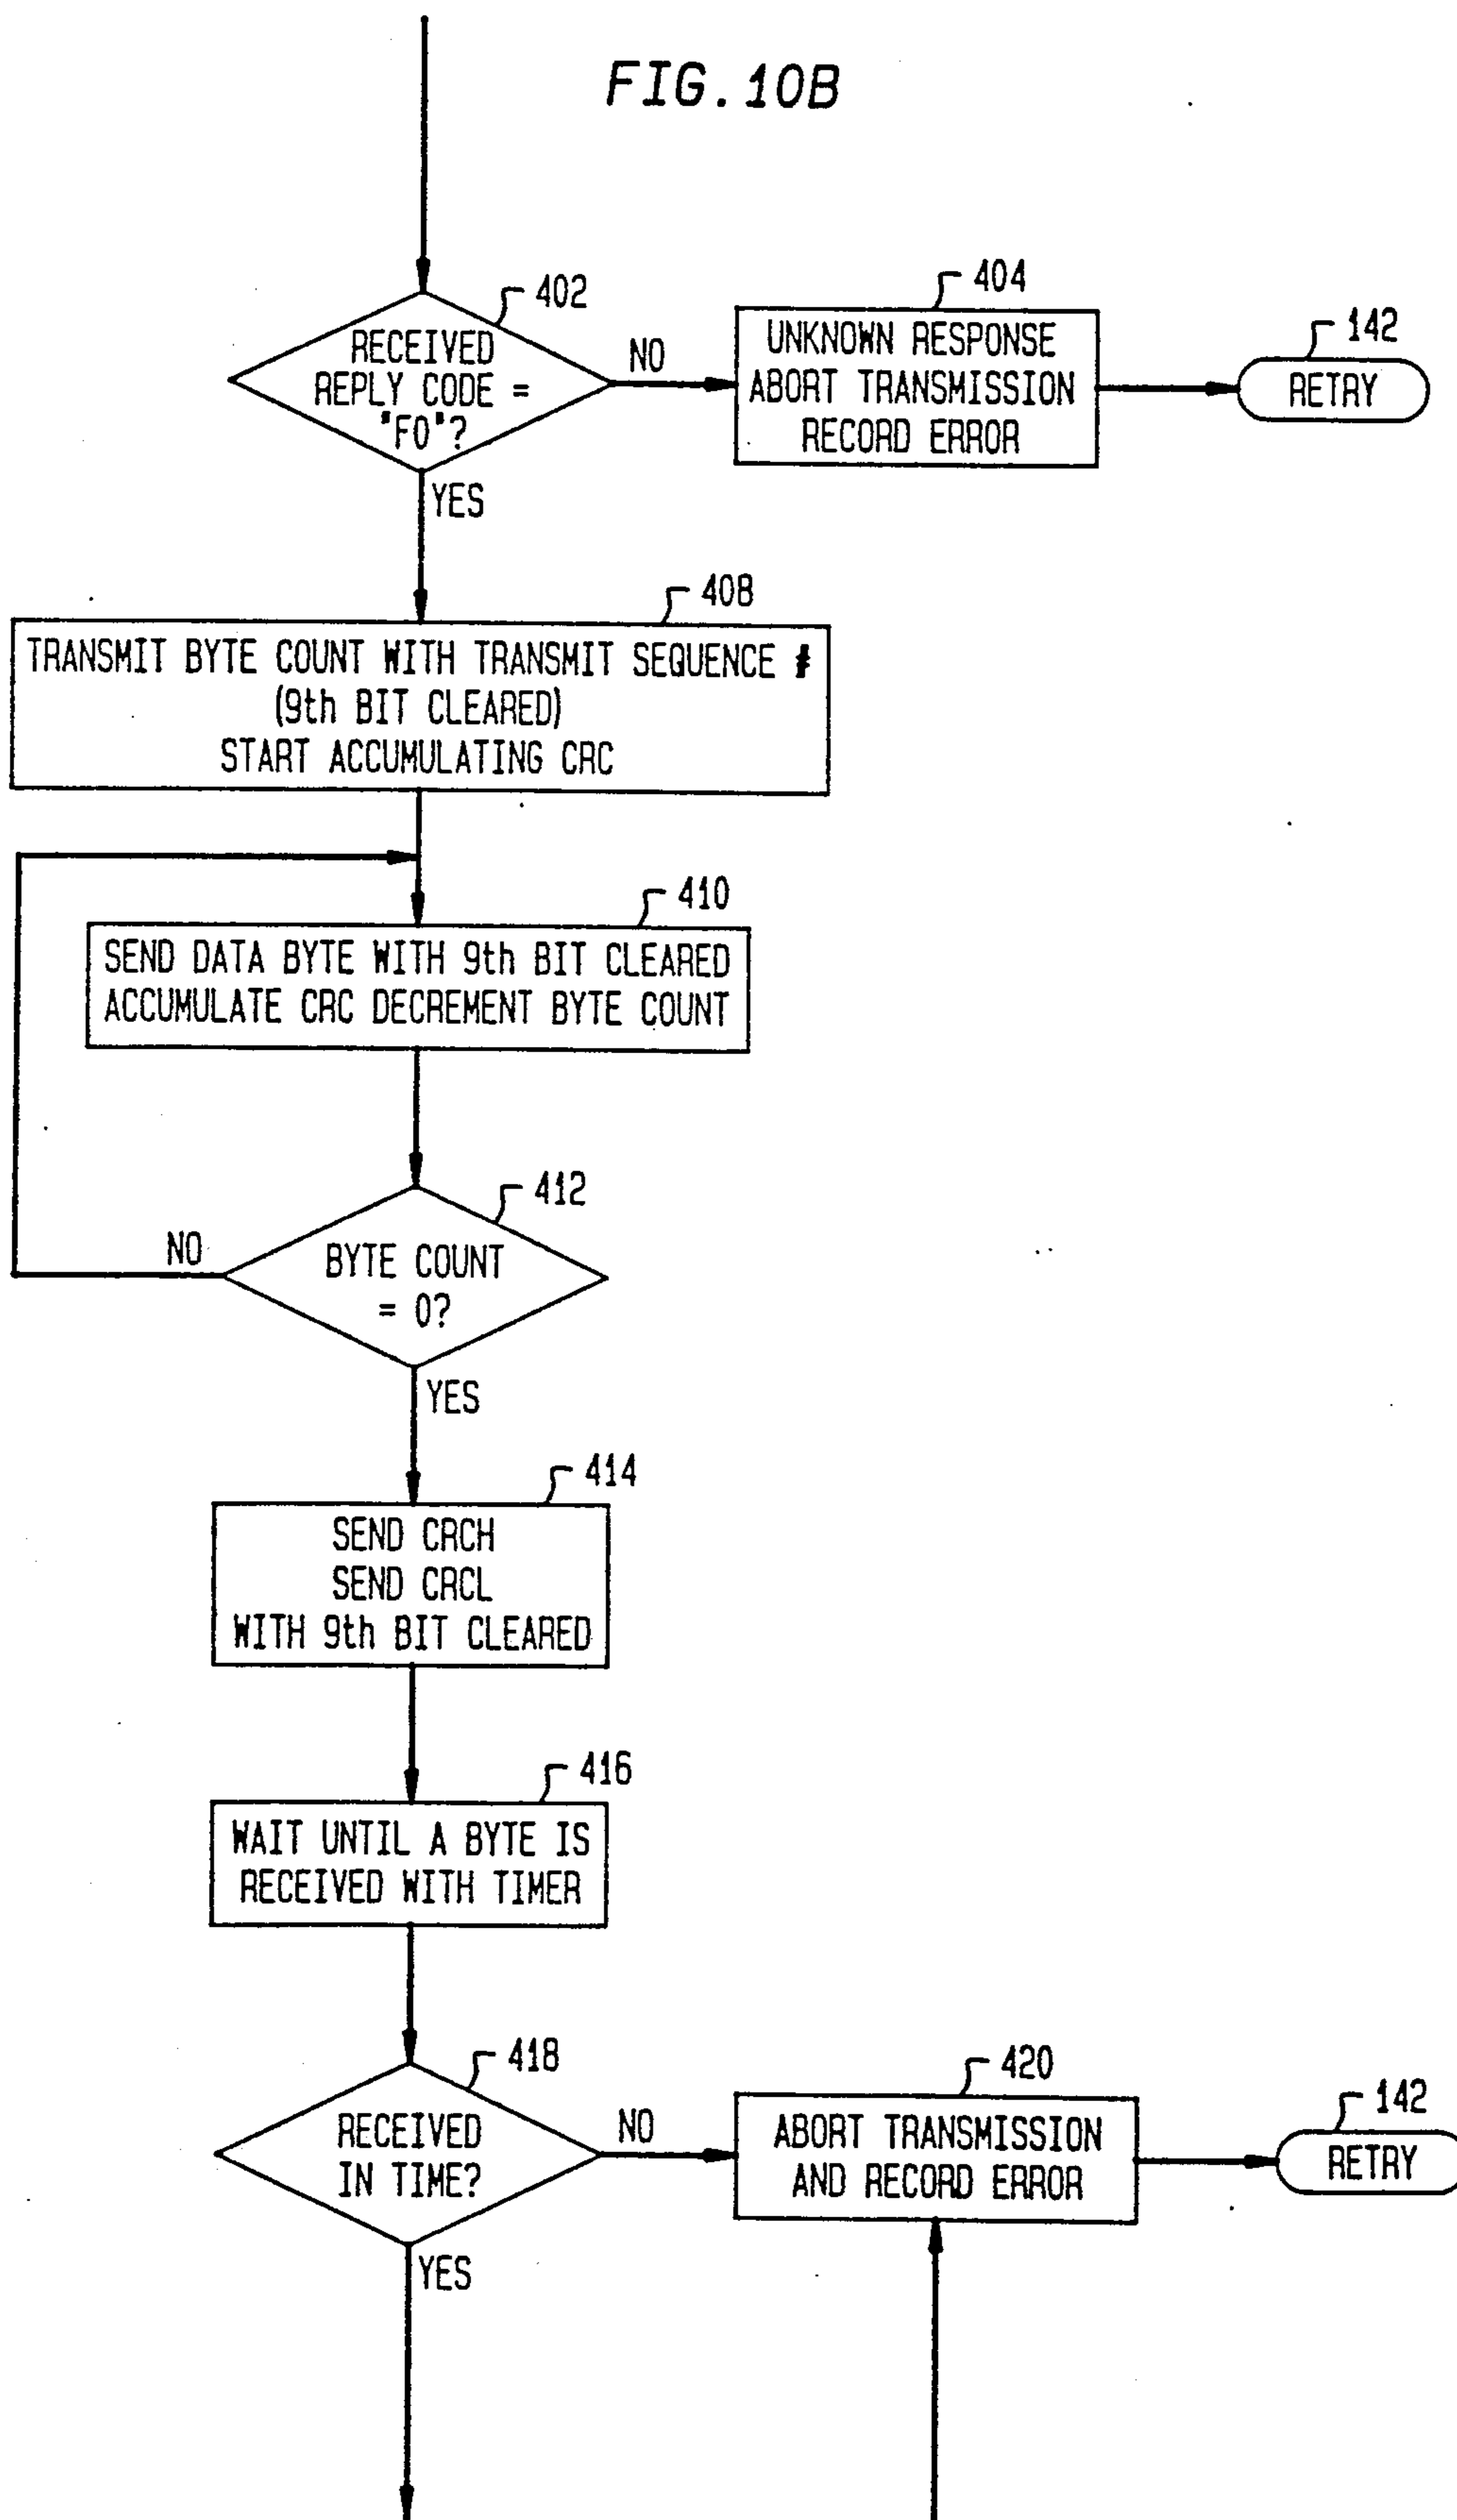 FIG. 10B
402
RECEIVED
REPLY CODE =
"F0"?
NO
404
UNKNOWN RESPONSE
ABORT TRANSMISSION
RECORD ERROR
142
RETRY
YES
408
TRANSMIT BYTE COUNT WITH TRANSMIT SEQUENCE #
(9th BIT CLEARED)
START ACCUMULATING CRC
410
SEND DATA BYTE WITH 9th BIT CLEARED
ACCUMULATE CRC DECREMENT BYTE COUNT
412
BYTE COUNT
= 0?
NO
YES
414
SEND CRCH
SEND CRCL
WITH 9th BIT CLEARED
416
WAIT UNTIL A BYTE IS
RECEIVED WITH TIMER
418
RECEIVED
IN TIME?
NO
420
ABORT TRANSMISSION
AND RECORD ERROR
142
RETRY
YES